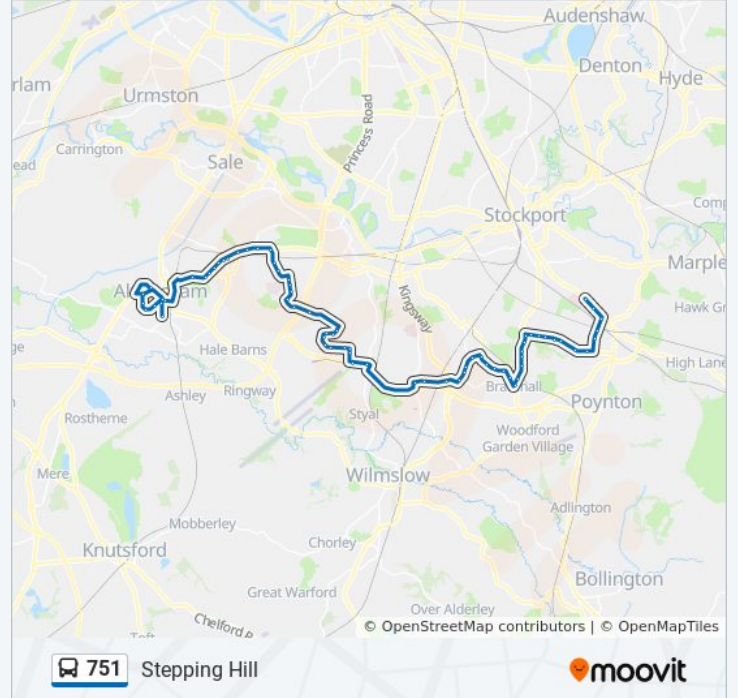 Audenshaw
Denton
Hyde
rlam
Urmston
Princess Road
Carrington
ead
Sale
Comp
Stockport
Marple
Kingsway
Hawk Gr
ge
Hale Barns
High Lane
Ashley
Ringway
Rostherne
Styal
Poynton
Woodford
Garden Village
Mere
Wilmslow
Adlington
Mobberley
Knutsford
Chorley
Bollington
Great Warford
Over Alderley
© OpenStreetMap contributors | © OpenMapTiles
751 Stepping Hill
moovit